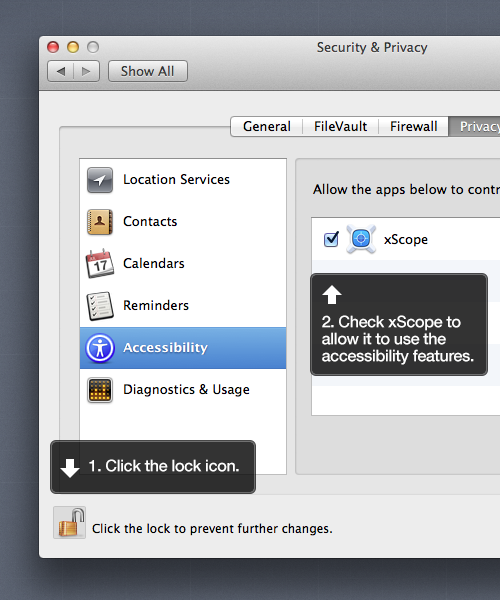 Security & Privacy
Show All
General
FileVault
Firewall
Privacy
Location Services
Contacts
17
Calendars
Reminders
Accessibility
Diagnostics & Usage
Allow the apps below to contr
xScope
2. Check xScope to
allow it to use the
accessibility features.
1. Click the lock icon.
Click the lock to prevent further changes.